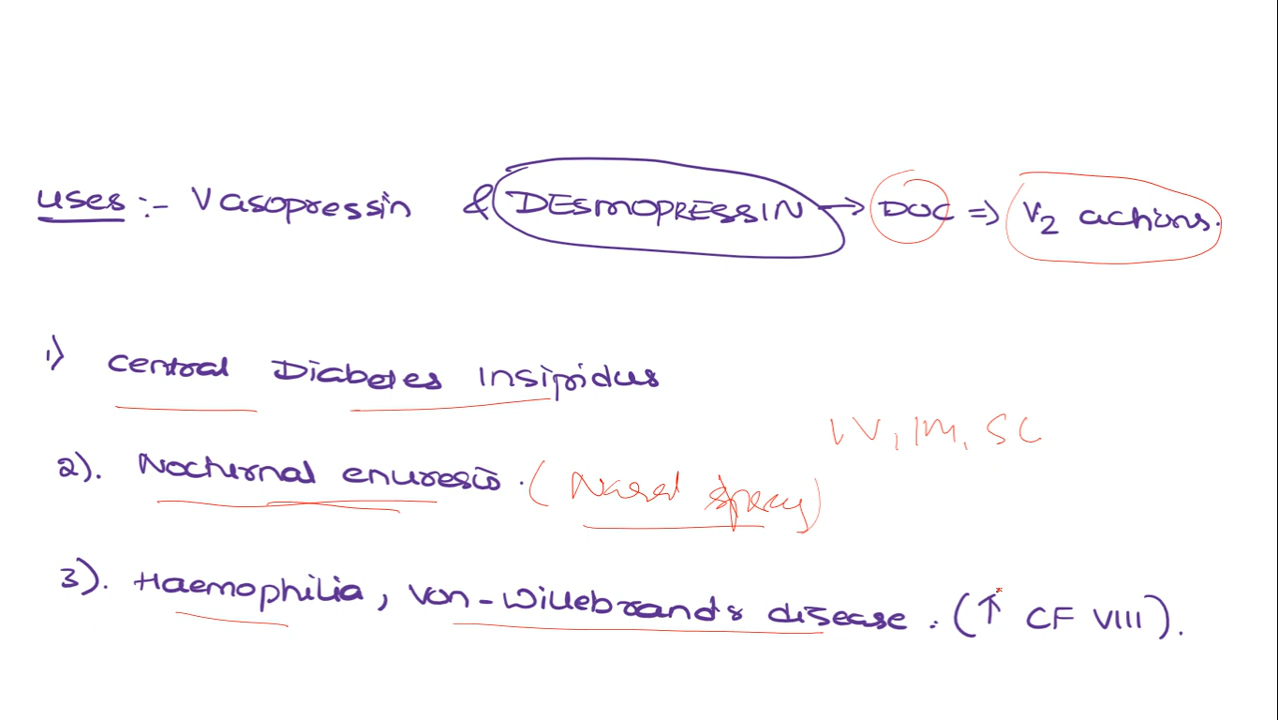 uses :- Vasopressin & DESMOPRESSIN → DOC ⇒ V₂ actions.
1) Central Diabetes Insipidus
IV, IM, SC
2). Nocturnal enuresis. (Nasal spray)
3). Haemophilia, Von-Willebrand's disease. (↑ CF VIII).